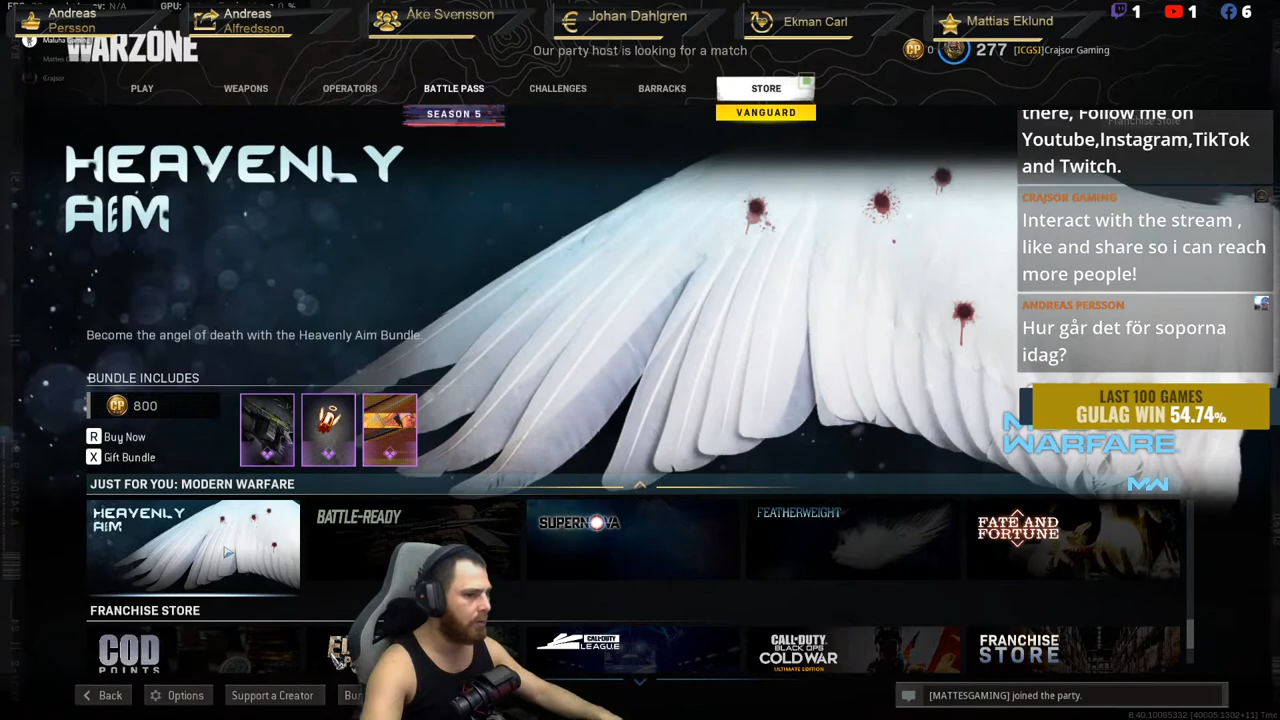 Andreas
Persson
Andreas
Alfredsson
Åke Svensson
Johan Dahlgren
Ekman Carl
Mattias Eklund
1
1
6
WARZONE
Our party host is looking for a match
0
277 [ICGSI]Crajsor Gaming
Crajsor
PLAY
WEAPONS
OPERATORS
BATTLE PASS
CHALLENGES
BARRACKS
STORE
SEASON 5
VANGUARD
HEAVENLY
AIM
Become the angel of death with the Heavenly Aim Bundle.
BUNDLE INCLUDES
CP 800
R Buy Now
X Gift Bundle
there, Follow me on
Youtube,Instagram,TikTok
and Twitch.
CRAJSOR GAMING
Interact with the stream ,
like and share so i can reach
more people!
ANDREAS PERSSON
Hur går det för soporna
idag?
LAST 100 GAMES
GULAG WIN 54.74%
WARFARE
MW
JUST FOR YOU: MODERN WARFARE
HEAVENLY
AIM
BATTLE-READY
SUPERNOVA
FEATHERWEIGHT
FATE AND
FORTUNE
FRANCHISE STORE
COD
POINTS
CALL OF DUTY
LEAGUE
CALL OF DUTY
BLACK OPS
COLD WAR
ULTIMATE EDITION
FRANCHISE
STORE
Back
Options
Support a Creator
[MATTESGAMING] joined the party.